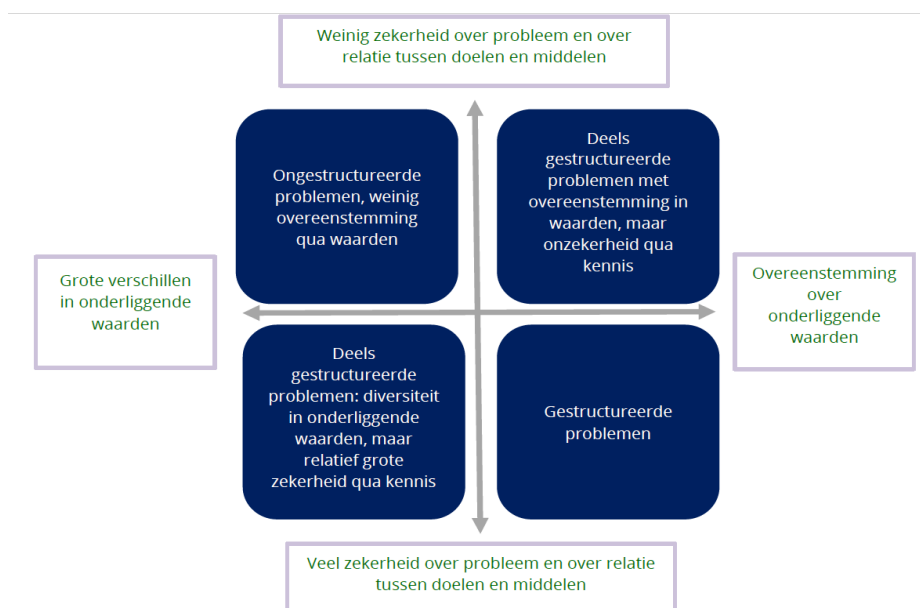 Weinig zekerheid over probleem en over
relatie tussen doelen en middelen
Ongestructureerde
problemen, weinig
overeenstemming
qua waarden
Deels
gestructureerde
problemen met
overeenstemming in
waarden, maar
onzekerheid qua
kennis
Grote verschillen
in onderliggende
waarden
Overeenstemming
over
onderliggende
waarden
Deels
gestructureerde
problemen: diversiteit
in onderliggende
waarden, maar
relatief grote
zekerheid qua kennis
Gestructureerde
problemen
Veel zekerheid over probleem en over relatie
tussen doelen en middelen